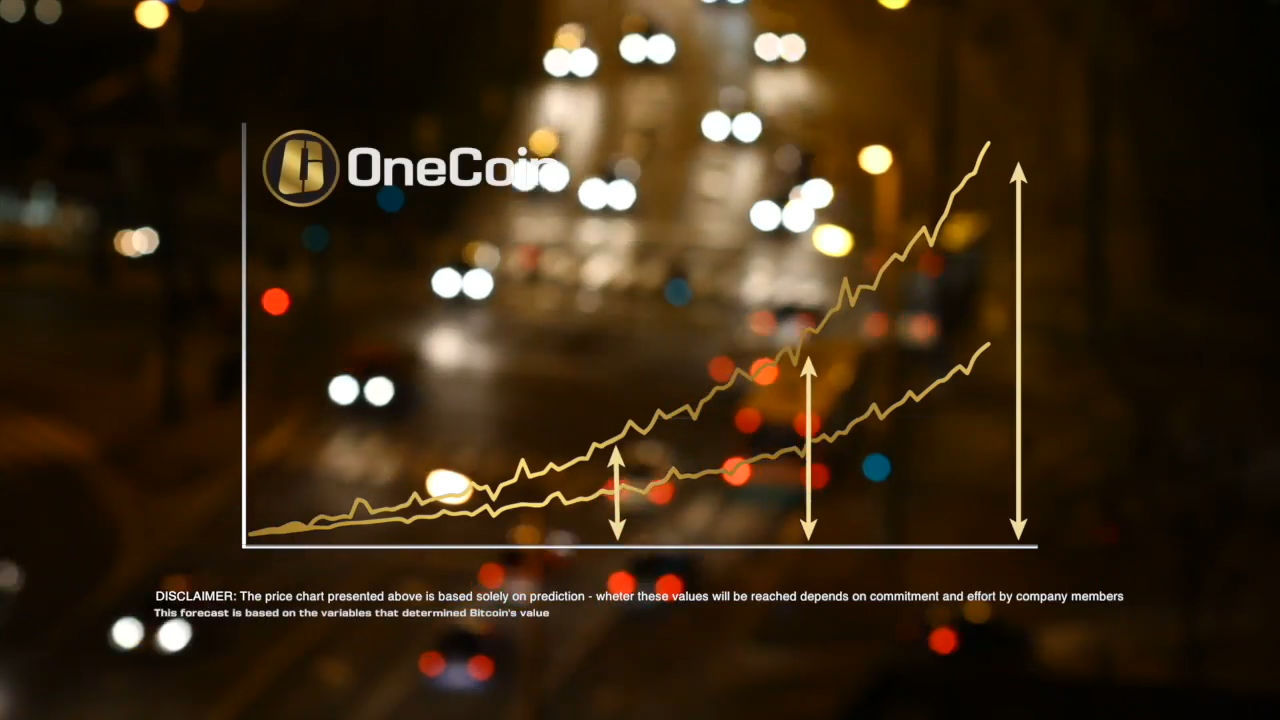 OneCoin
DISCLAIMER: The price chart presented above is based solely on prediction - wheter these values will be reached depends on commitment and effort by company members
This forecast is based on the variables that determined Bitcoin's value